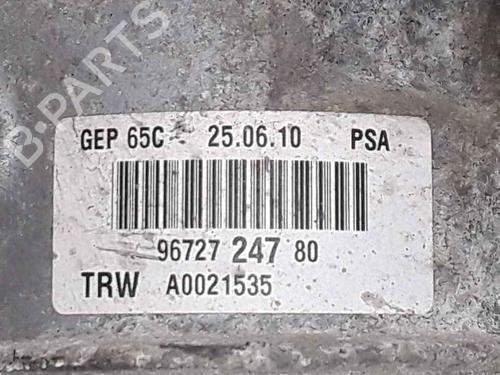 B-PARTS
GEP 65C 25.06.10 PSA
96727 247 80
TRW A0021535